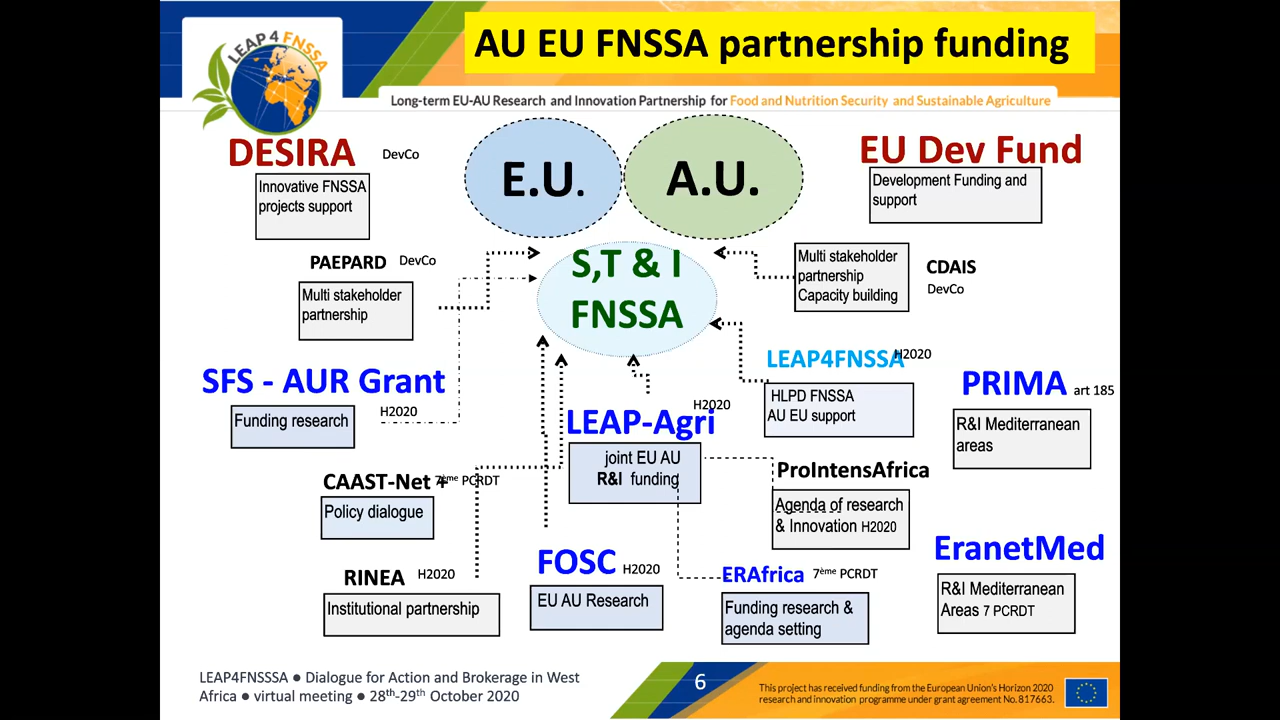 LEAP 4 FNSSA
AU EU FNSSA partnership funding
Long-term EU-AU Research and Innovation Partnership for Food and Nutrition Security and Sustainable Agriculture
DESIRA DevCo
Innovative FNSSA
projects support
E.U.
A.U.
EU Dev Fund
Development Funding and
support
PAEPARD DevCo
Multi stakeholder
partnership
S,T & I
FNSSA
Multi stakeholder
partnership
Capacity building
CDAIS
DevCo
SFS - AUR Grant
H2020
Funding research
LEAP-Agri
H2020
joint EU AU
R&I funding
LEAP4FNSSA H2020
HLPD FNSSA
AU EU support
PRIMA art 185
R&I Mediterranean
areas
CAAST-Net + 7ème PCRDT
Policy dialogue
ProIntensAfrica
Agenda of research
& Innovation H2020
RINEA H2020
Institutional partnership
FOSC H2020
EU AU Research
ERAfrica 7ème PCRDT
Funding research &
agenda setting
EranetMed
R&I Mediterranean
Areas 7 PCRDT
LEAP4FNSSSA ● Dialogue for Action and Brokerage in West
Africa ● virtual meeting ● 28th-29th October 2020
6
This project has received funding from the European Union's Horizon 2020
research and innovation programme under grant agreement No. 817663.